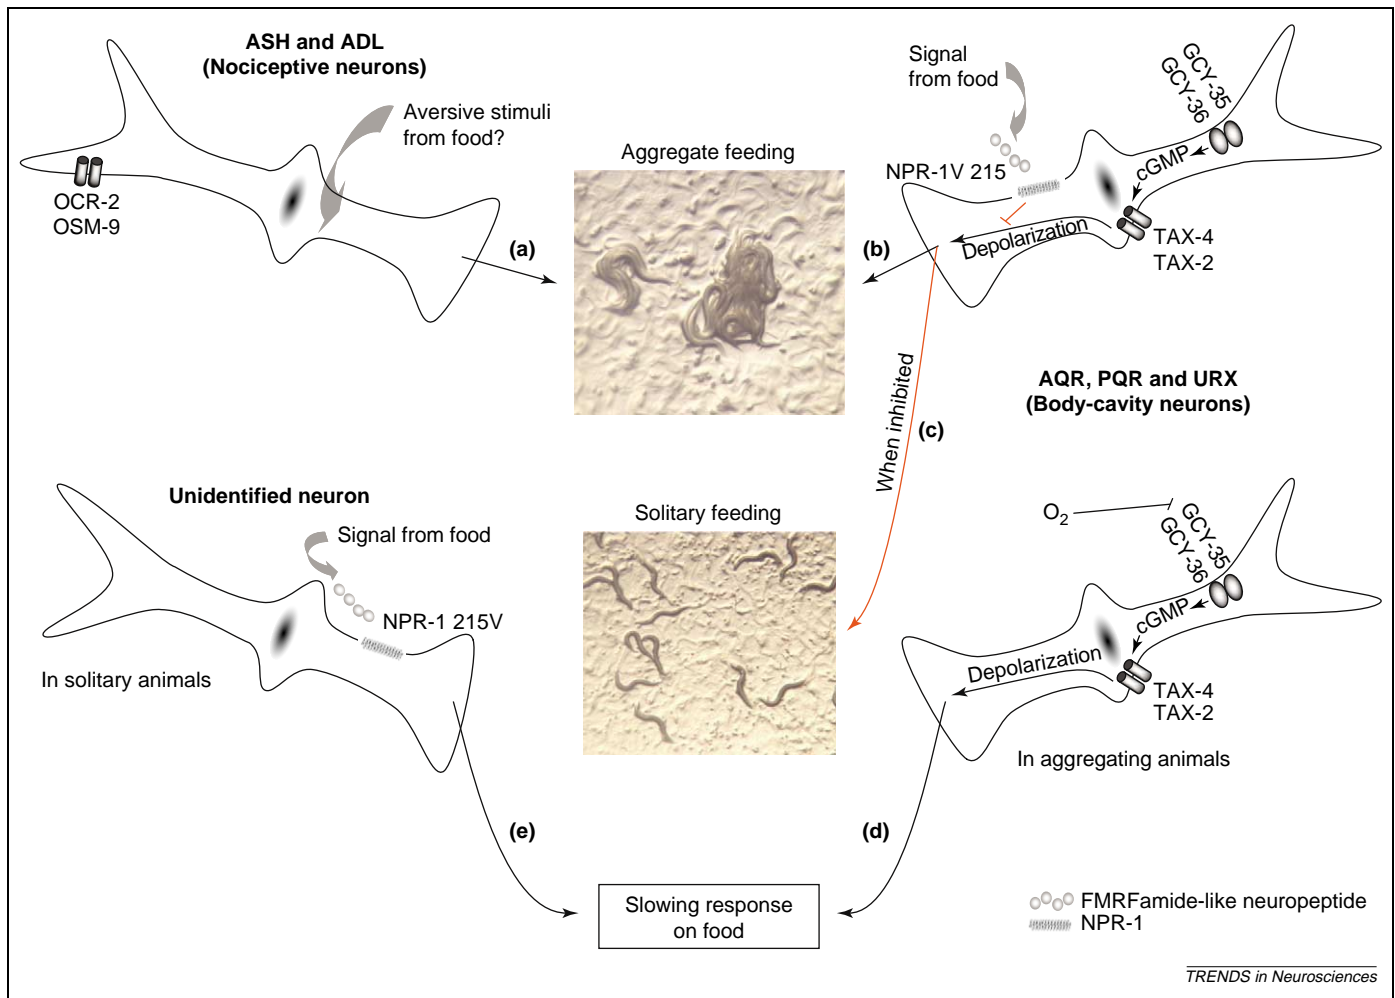 ASH and ADL
(Nociceptive neurons)
Aversive stimuli
from food?
OCR-2
OSM-9
(a)
Aggregate feeding
Signal
from food
NPR-1V 215
GCY-35
GCY-36
cGMP
Depolarization
TAX-4
TAX-2
(b)
When inhibited
(c)
AQR, PQR and URX
(Body-cavity neurons)
Unidentified neuron
Signal from food
NPR-1 215V
In solitary animals
Solitary feeding
O2
GCY-35
GCY-36
cGMP
Depolarization
TAX-4
TAX-2
In aggregating animals
(e)
(d)
Slowing response
on food
FMRFamide-like neuropeptide
NPR-1
TRENDS in Neurosciences